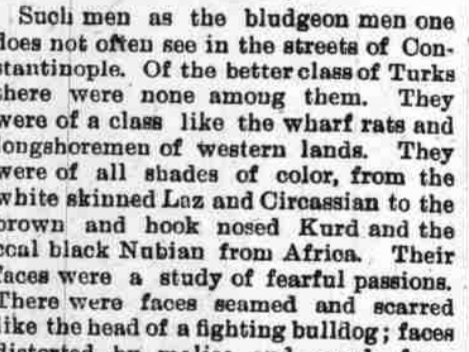 Such men as the bludgeon men one
does not often see in the streets of Con-
stantinople. Of the better class of Turks
there were none among them. They
were of a class like the wharf rats and
longshoremen of western lands. They
were of all shades of color, from the
white skinned Laz and Circassian to the
brown and hook nosed Kurd and the
coal black Nubian from Africa. Their
faces were a study of fearful passions.
There were faces seamed and scarred
like the head of a fighting bulldog; faces